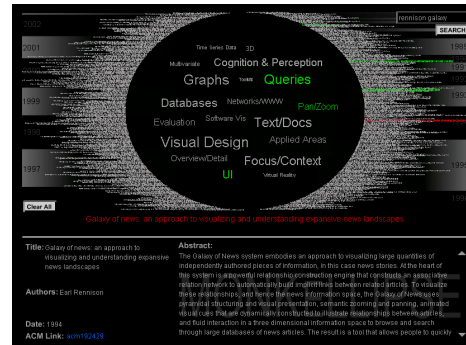 2002
rennison galaxy
SEARCH
2001
1999
1998
1992
Time Series Data
3D
Multivariate
Cognition & Perception
Graphs
Toolkits
Queries
Databases
Networks/WWW
Pan/Zoom
Evaluation
Software Vis
Text/Docs
Visual Design
Applied Areas
Overview/Detail
Focus/Context
UI
Virtual Reality
Clear All
Galaxy of news: an approach to visualizing and understanding expansive news landscapes
Title: Galaxy of news: an approach to
visualizing and understanding expansive
news landscapes
Authors: Earl Rennison
Date: 1994
ACM Link: acm192429
Abstract:
The Galaxy of News system embodies an approach to visualizing large quantities of
independently authored pieces of information, in this case news stories. At the heart of
this system is a powerful relationship construction engine that constructs an associative
relation network to automatically build implicit links between related articles. To visualize
these relationships, and hence the news information space, the Galaxy of News uses
pyramidal structuring and visual presentation, semantic zooming and panning, animated
visual cues that are dynamically constructed to illustrate relationships between articles,
and fluid interaction in a three dimensional information space to browse and search
through large databases of news articles. The result is a tool that allows people to quickly